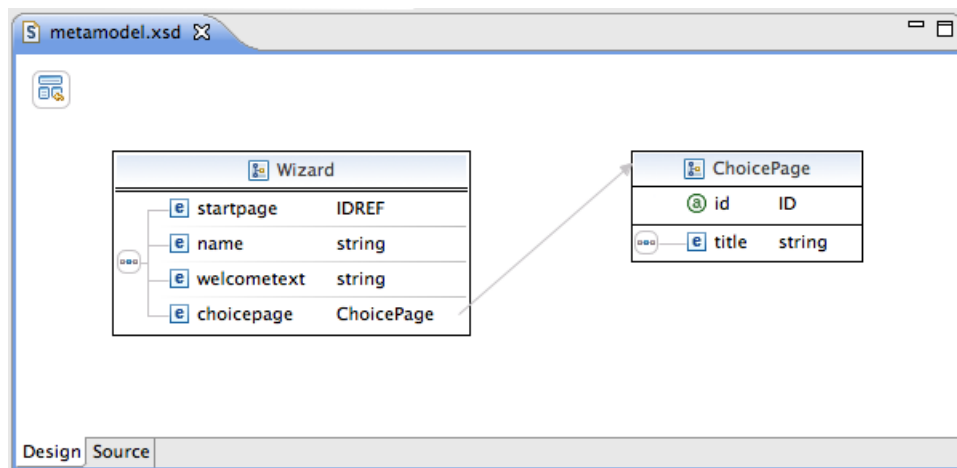 metamodel.xsd
Wizard
startpage IDREF
name string
welcometext string
choicepage ChoicePage
ChoicePage
id ID
title string
Design Source